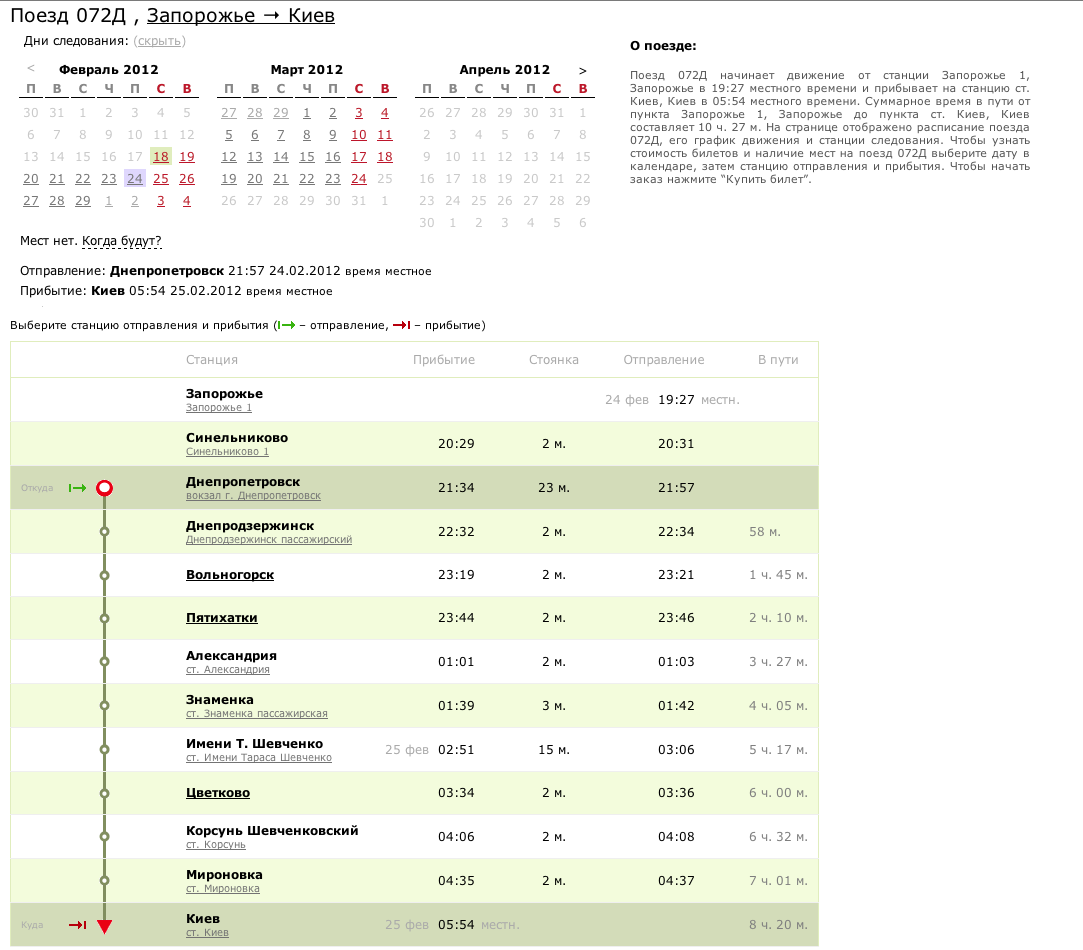 Поезд 072Д , Запорожье → Киев
Дни следования: (скрыть)
< Февраль 2012
П В С Ч П С В
30 31 1 2 3 4 5
6 7 8 9 10 11 12
13 14 15 16 17 18 19
20 21 22 23 24 25 26
27 28 29 1 2 3 4
Март 2012
П В С Ч П С В
27 28 29 1 2 3 4
5 6 7 8 9 10 11
12 13 14 15 16 17 18
19 20 21 22 23 24 25
26 27 28 29 30 31 1
Апрель 2012 >
П В С Ч П С В
26 27 28 29 30 31 1
2 3 4 5 6 7 8
9 10 11 12 13 14 15
16 17 18 19 20 21 22
23 24 25 26 27 28 29
30 1 2 3 4 5 6
О поезде:
Поезд 072Д начинает движение от станции Запорожье 1,
Запорожье в 19:27 местного времени и прибывает на станцию ст.
Киев, Киев в 05:54 местного времени. Суммарное время в пути от
пункта Запорожье 1, Запорожье до пункта ст. Киев, Киев
составляет 10 ч. 27 м. На странице отображено расписание поезда
072Д, его график движения и станции следования. Чтобы узнать
стоимость билетов и наличие мест на поезд 072Д выберите дату в
календаре, затем станцию отправления и прибытия. Чтобы начать
заказ нажмите “Купить билет”.
Мест нет. Когда будут?
Отправление: Днепропетровск 21:57 24.02.2012 время местное
Прибытие: Киев 05:54 25.02.2012 время местное
Выберите станцию отправления и прибытия (– отправление, – прибытие)
Станция Прибытие Стоянка Отправление В пути
Запорожье
Запорожье 1
24 фев 19:27 местн.
Синельниково
Синельниково 1
20:29 2 м. 20:31
Откуда
Днепропетровск
вокзал г. Днепропетровск
21:34 23 м. 21:57
Днепродзержинск
Днепродзержинск пассажирский
22:32 2 м. 22:34 58 м.
Вольногорск 23:19 2 м. 23:21 1 ч. 45 м.
Пятихатки 23:44 2 м. 23:46 2 ч. 10 м.
Александрия
ст. Александрия
01:01 2 м. 01:03 3 ч. 27 м.
Знаменка
ст. Знаменка пассажирская
01:39 3 м. 01:42 4 ч. 05 м.
Имени Т. Шевченко
ст. Имени Тараса Шевченко
25 фев 02:51 15 м. 03:06 5 ч. 17 м.
Цветково 03:34 2 м. 03:36 6 ч. 00 м.
Корсунь Шевченковский
ст. Корсунь
04:06 2 м. 04:08 6 ч. 32 м.
Мироновка
ст. Мироновка
04:35 2 м. 04:37 7 ч. 01 м.
Куда
Киев
ст. Киев
25 фев 05:54 местн. 8 ч. 20 м.